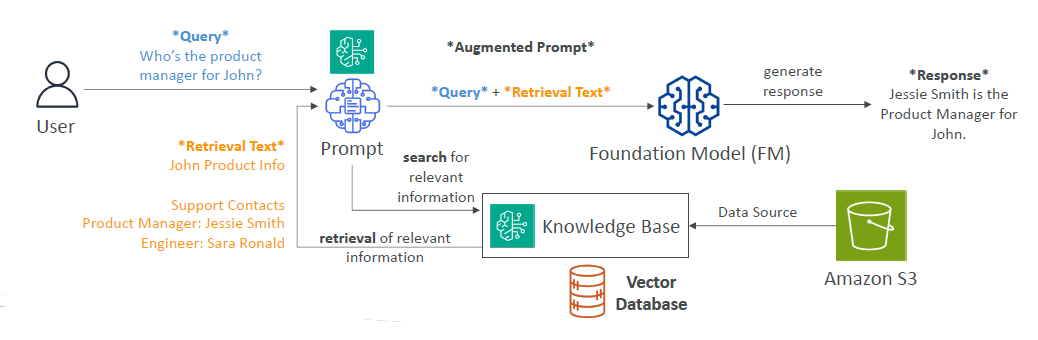 *Query*
Who's the product
manager for John?
*Augmented Prompt*
generate
response
*Response*
Jessie Smith is the
Product Manager for
John.
*Query* + *Retrieval Text*
User
Prompt
Foundation Model (FM)
*Retrieval Text*
John Product Info
Support Contacts
Product Manager: Jessie Smith
Engineer: Sara Ronald
search for
relevant
information
retrieval of relevant
information
Knowledge Base
Data Source
Amazon S3
Vector
Database